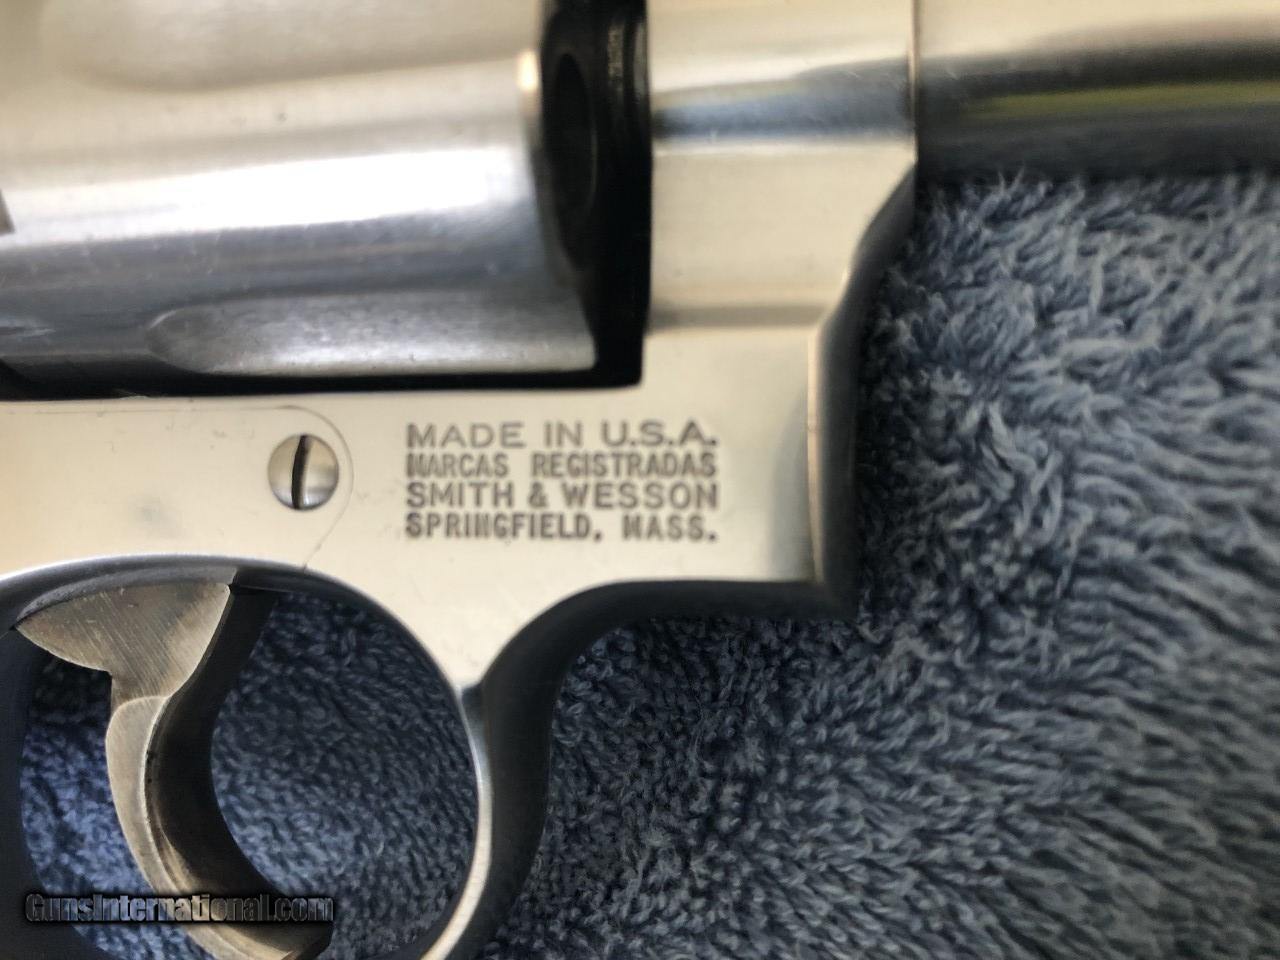 MADE IN U.S.A.
MARCAS REGISTRADAS
SMITH & WESSON
SPRINGFIELD, MASS.
GunsInternational.com